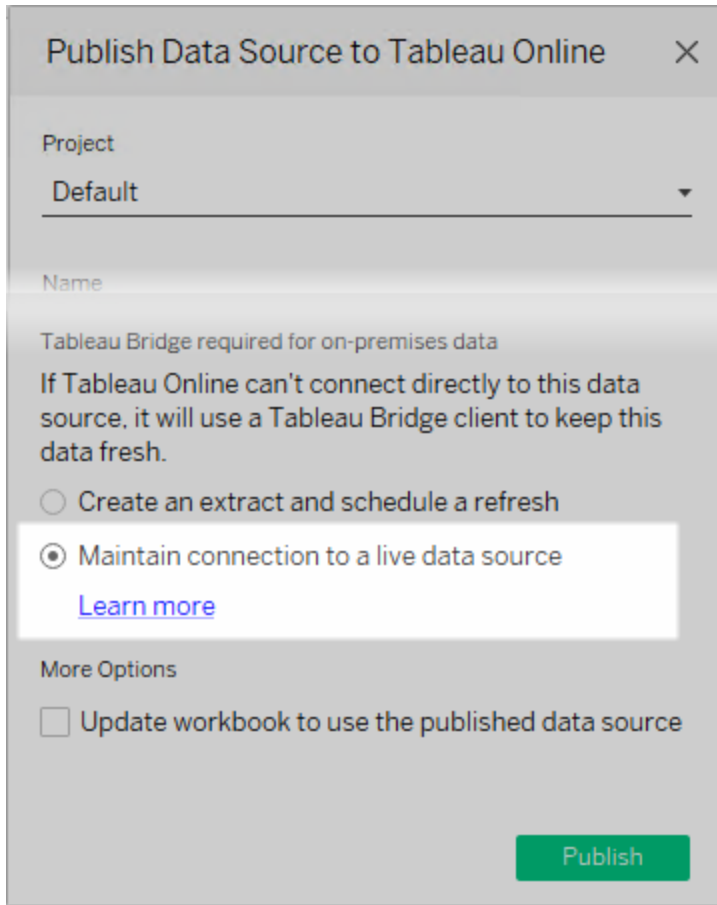 Publish Data Source to Tableau Online
Project
Default
Name
Tableau Bridge required for on-premises data
If Tableau Online can't connect directly to this data
source, it will use a Tableau Bridge client to keep this
data fresh.
Create an extract and schedule a refresh
Maintain connection to a live data source
Learn more
More Options
Update workbook to use the published data source
Publish